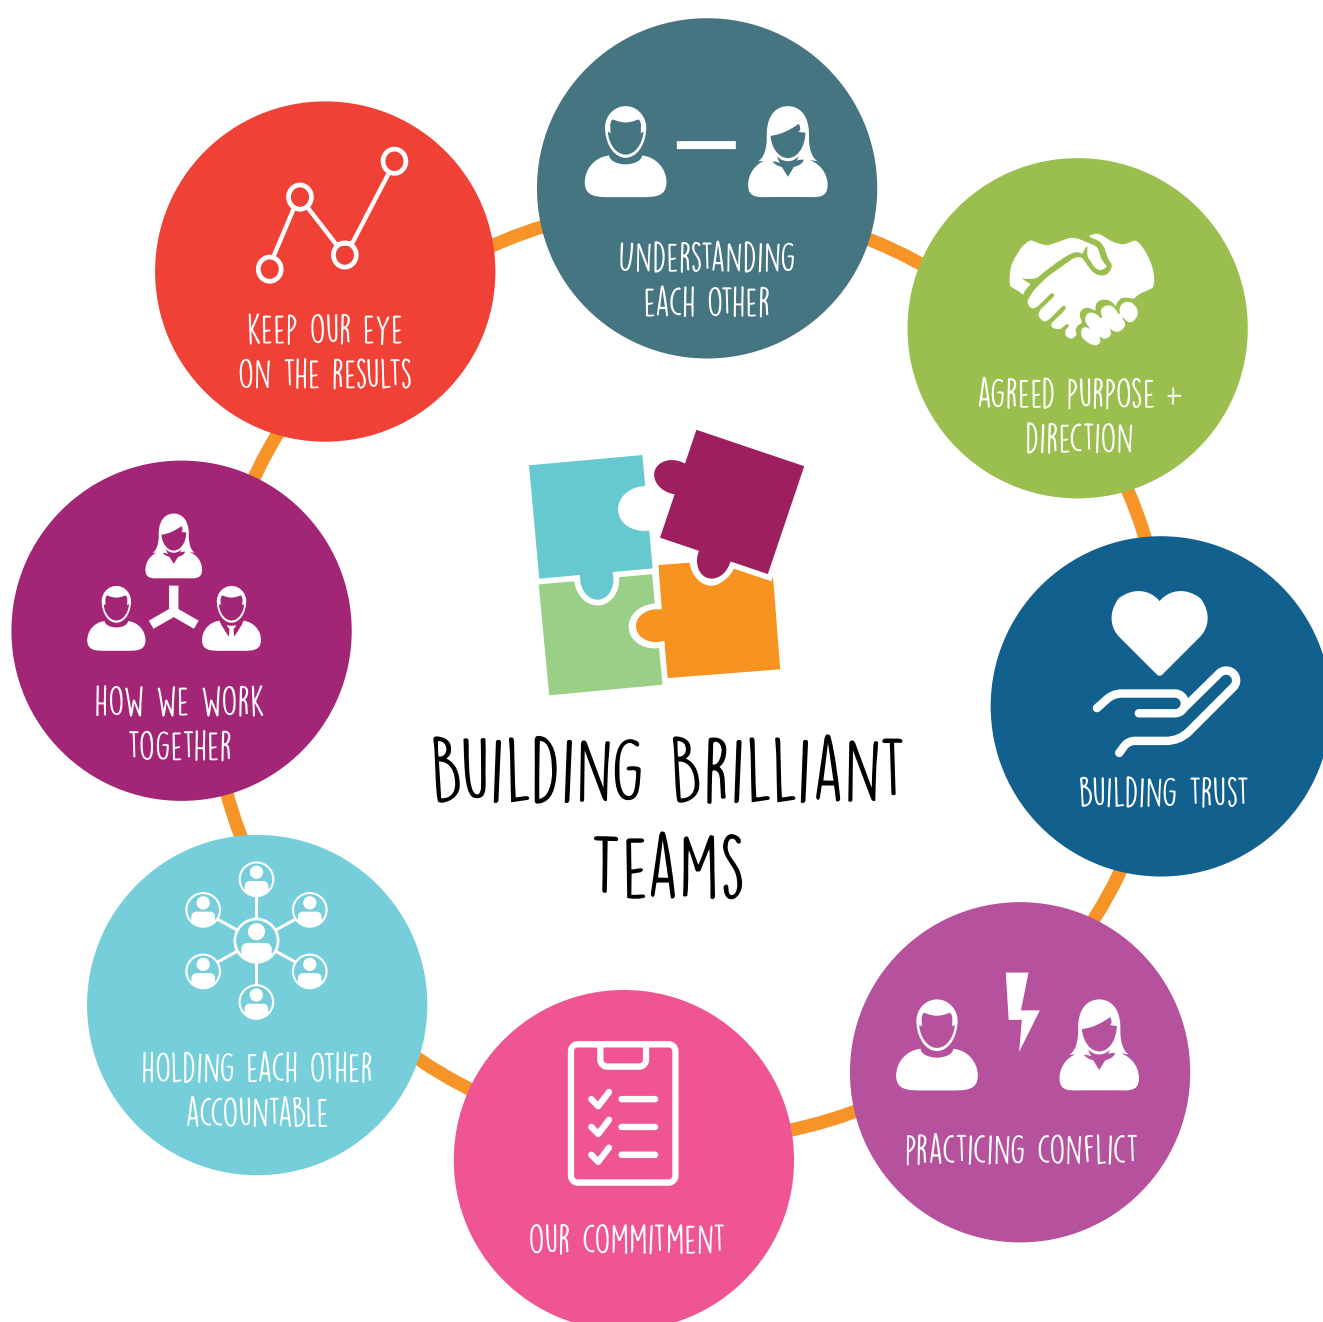 UNDERSTANDING
EACH OTHER
AGREED PURPOSE +
DIRECTION
BUILDING TRUST
PRACTICING CONFLICT
OUR COMMITMENT
HOLDING EACH OTHER
ACCOUNTABLE
HOW WE WORK
TOGETHER
KEEP OUR EYE
ON THE RESULTS
BUILDING BRILLIANT
TEAMS